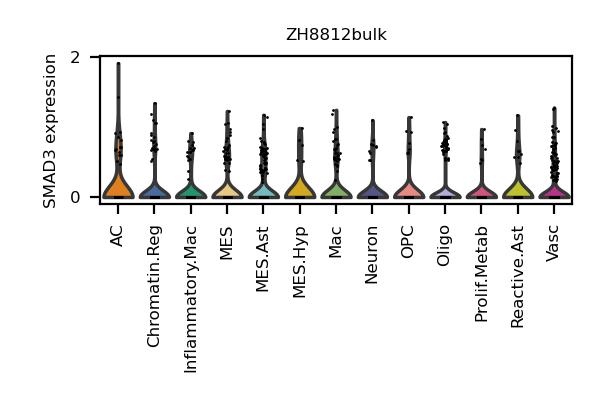 ZH8812bulk
SMAD3 expression
2
0
AC
Chromatin.Reg
Inflammatory.Mac
MES
MES.Ast
MES.Hyp
Mac
Neuron
OPC
Oligo
Prolif.Metab
Reactive.Ast
Vasc